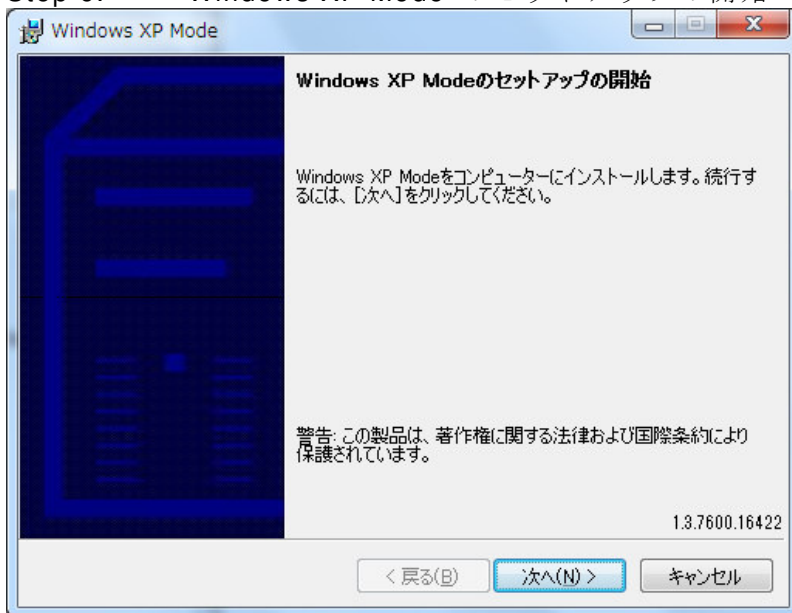 Windows XP Mode
Windows XP Modeのセットアップの開始
Windows XP Modeをコンピューターにインストールします。続行す
るには、[次へ]をクリックしてください。
警告: この製品は、著作権に関する法律および国際条約により
保護されています。
1.3.7600.16422
< 戻る(B)
次へ(N) >
キャンセル